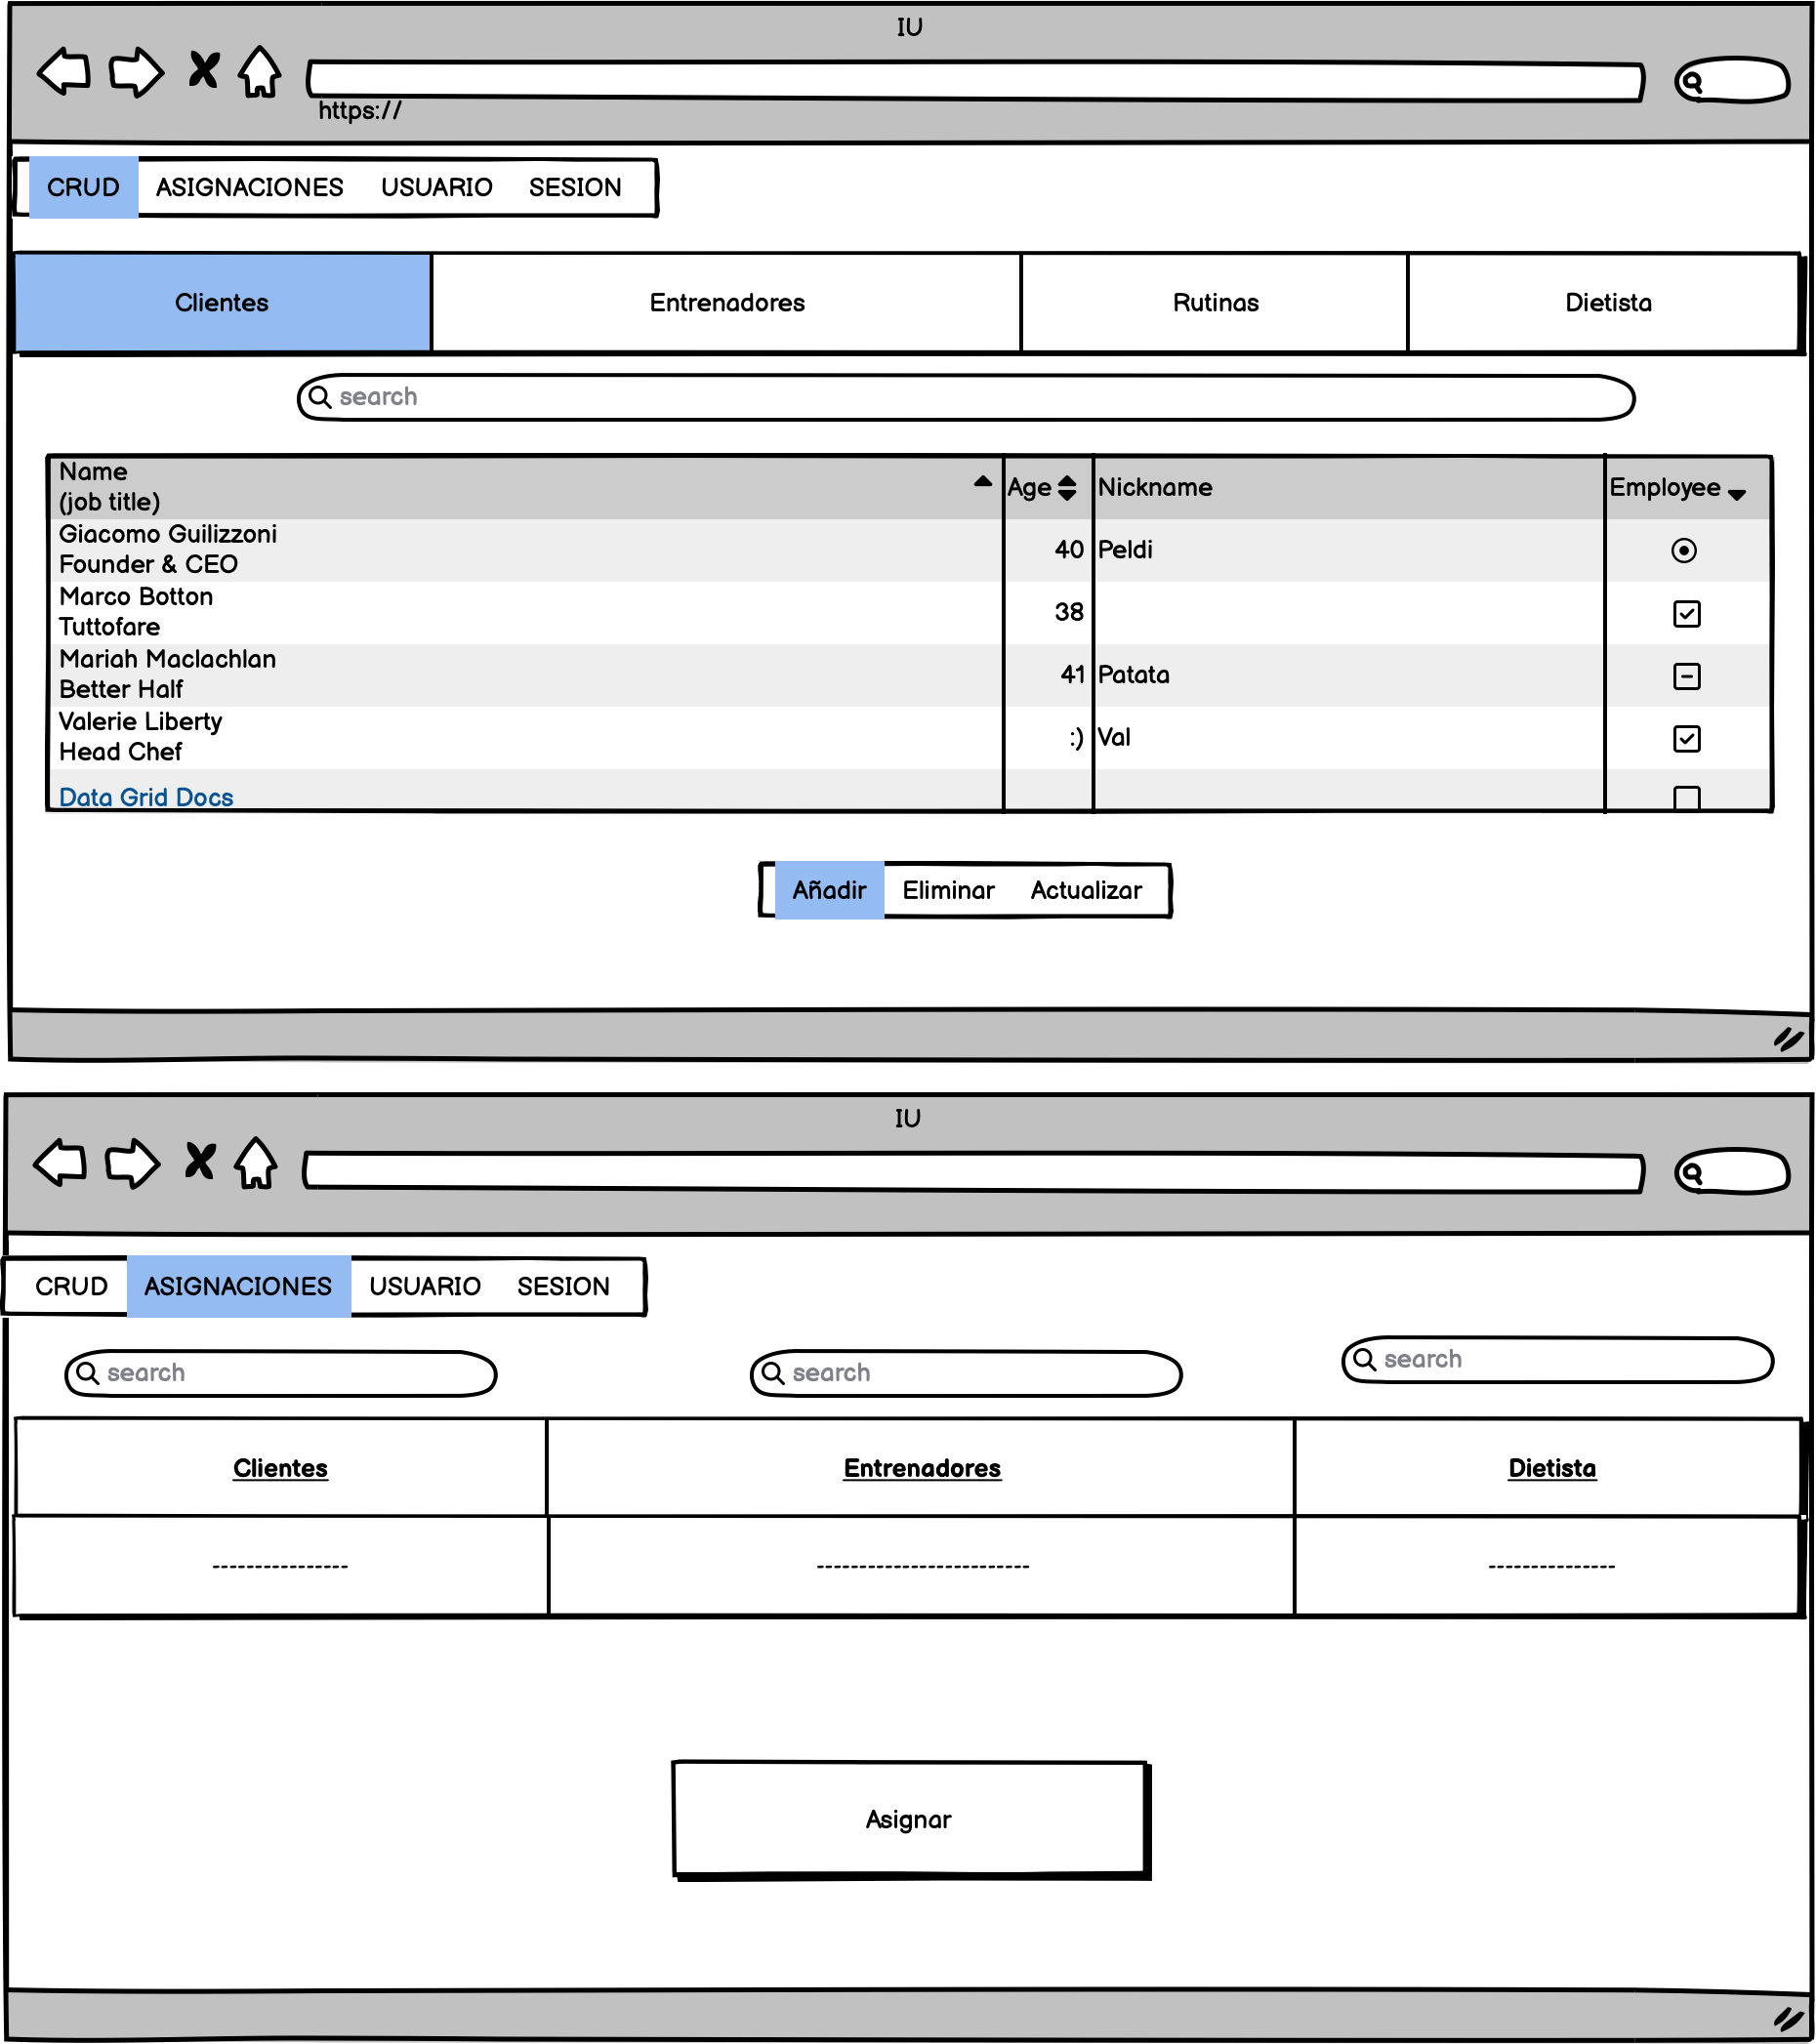 IU
https://
CRUD ASIGNACIONES USUARIO SESION
Clientes Entrenadores Rutinas Dietista
search
Name
(job title) Age Nickname Employee
Giacomo Guilizzoni
Founder & CEO 40 Peldi
Marco Botton
Tuttofare 38
Mariah Maclachlan
Better Half 41 Patata
Valerie Liberty
Head Chef :) Val
Data Grid Docs
Añadir Eliminar Actualizar
IU
CRUD ASIGNACIONES USUARIO SESION
search search search
Clientes Entrenadores Dietista
---------------- ------------------------- ---------------
Asignar